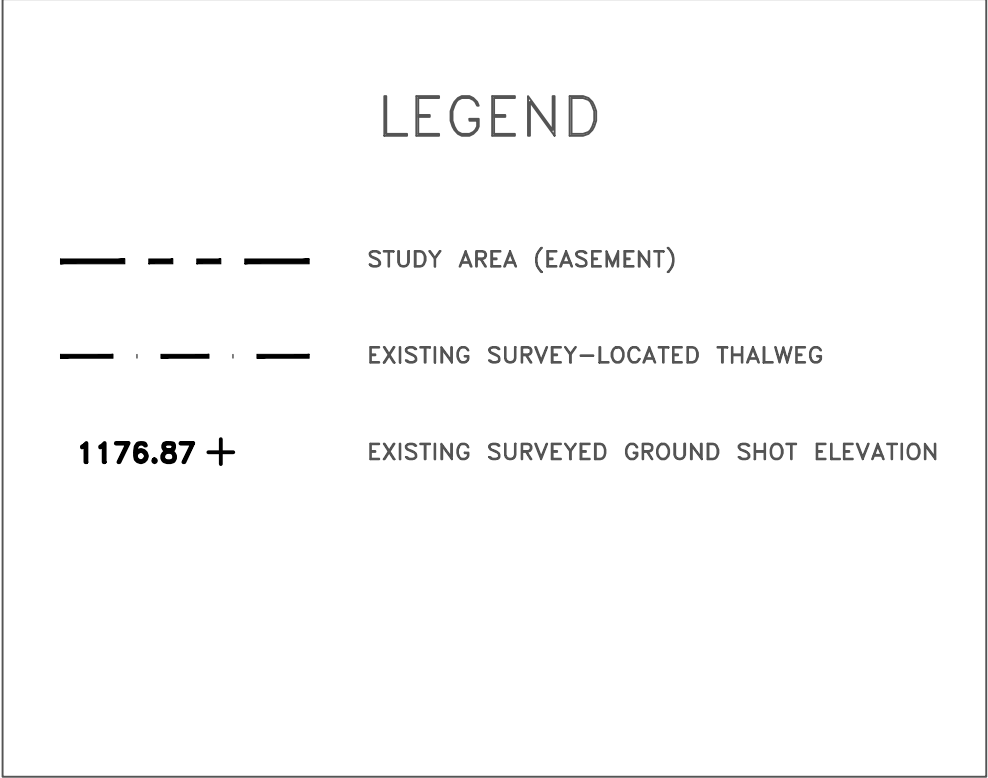 LEGEND
STUDY AREA (EASEMENT)
EXISTING SURVEY-LOCATED THALWEG
1176.87 + EXISTING SURVEYED GROUND SHOT ELEVATION